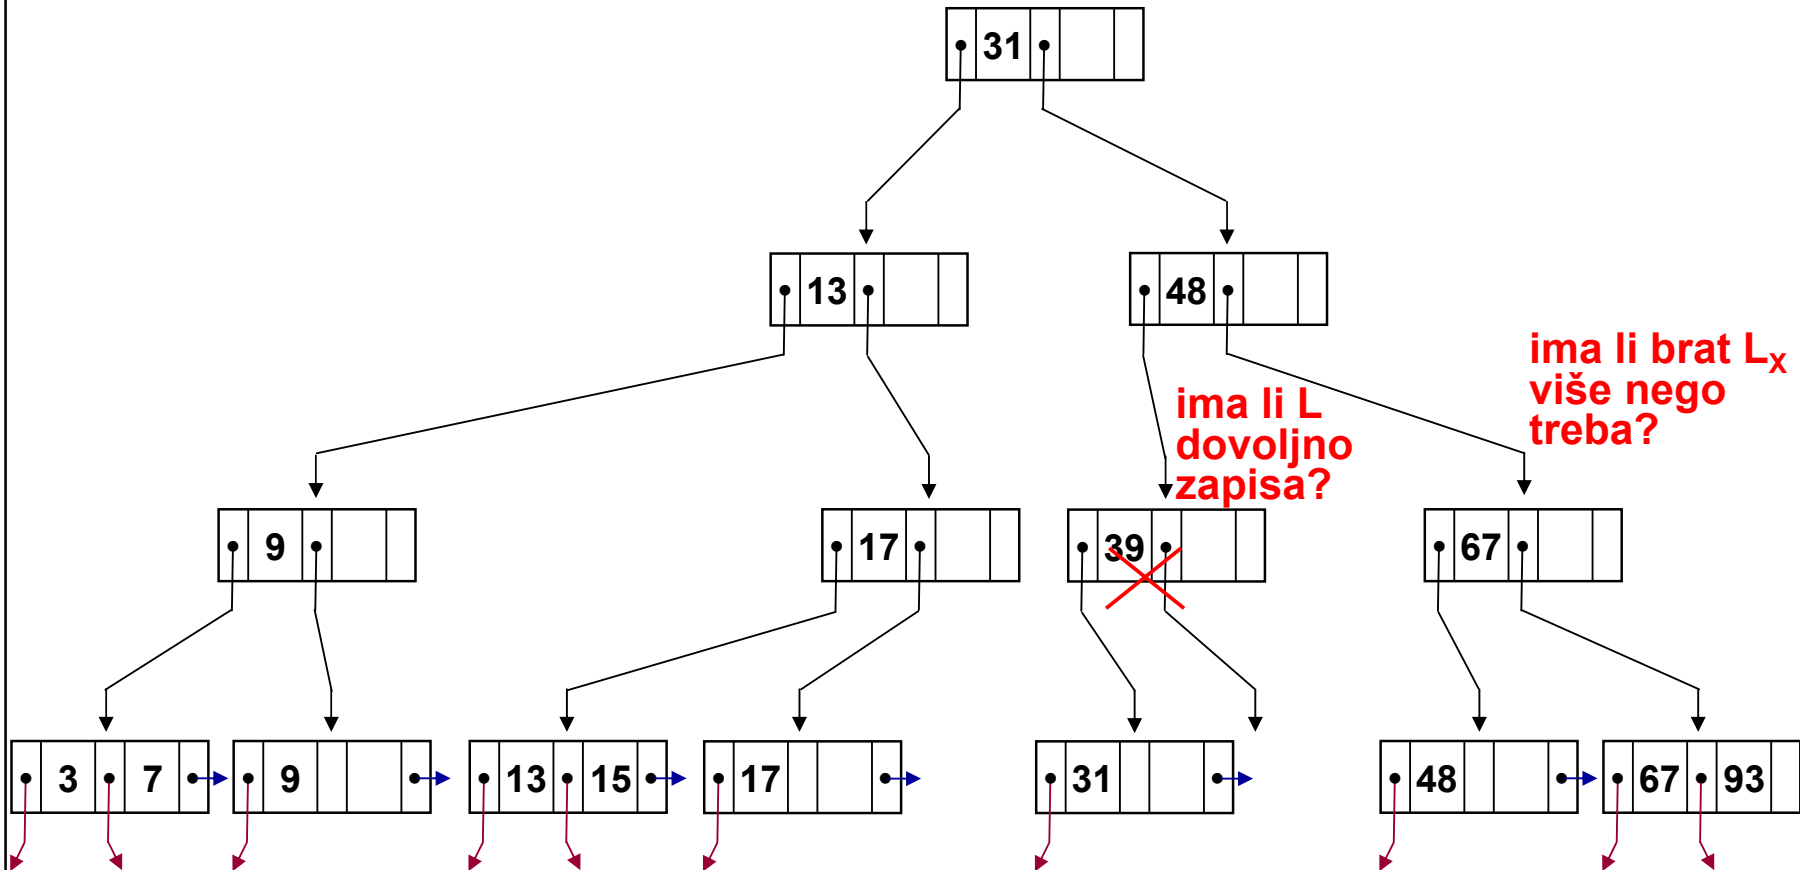 31
13
48
ima li brat Lx
više nego
treba?
ima li L
dovoljno
zapisa?
9
17
39
67
3 7
9
13 15
17
31
48
67 93